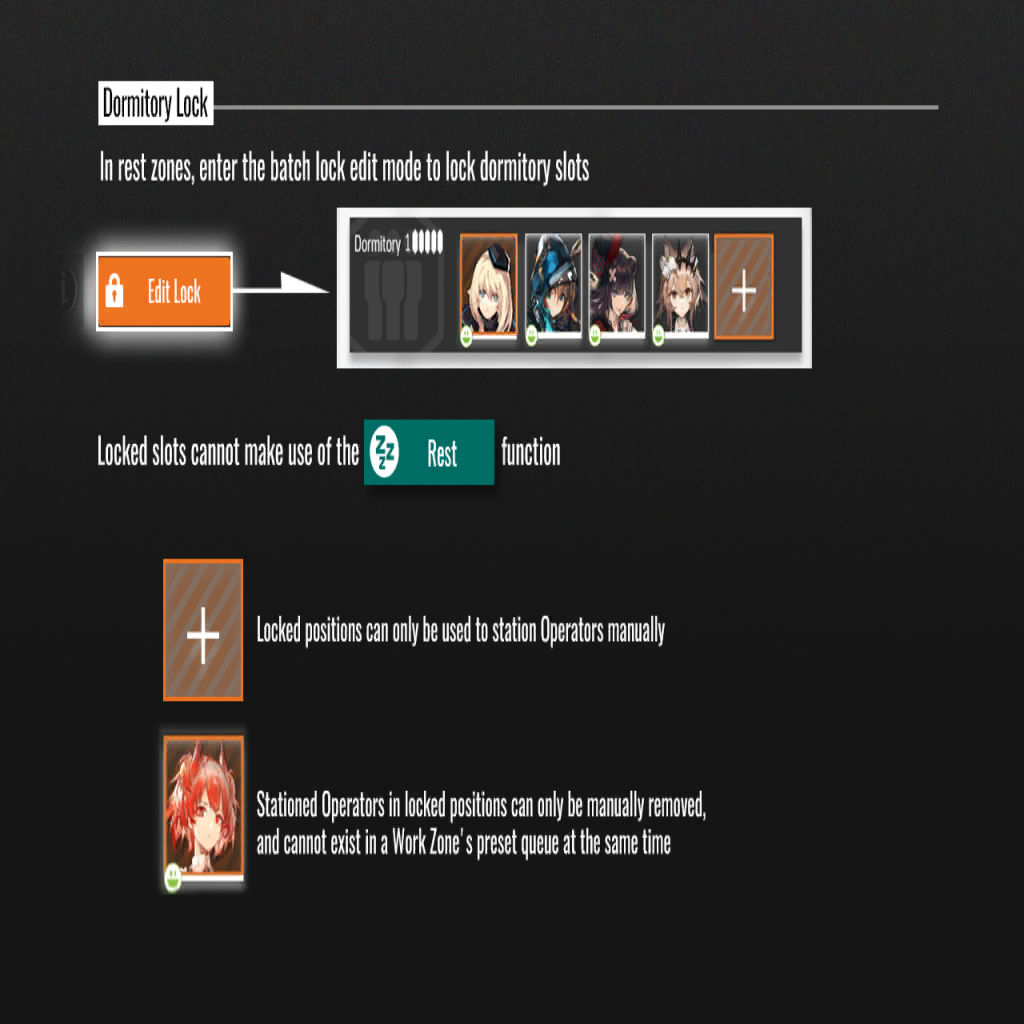 Dormitory Lock
In rest zones, enter the batch lock edit mode to lock dormitory slots
Dormitory 1
Edit Lock
Locked slots cannot make use of the Rest function
Locked positions can only be used to station Operators manually
Stationed Operators in locked positions can only be manually removed,
and cannot exist in a Work Zone's preset queue at the same time